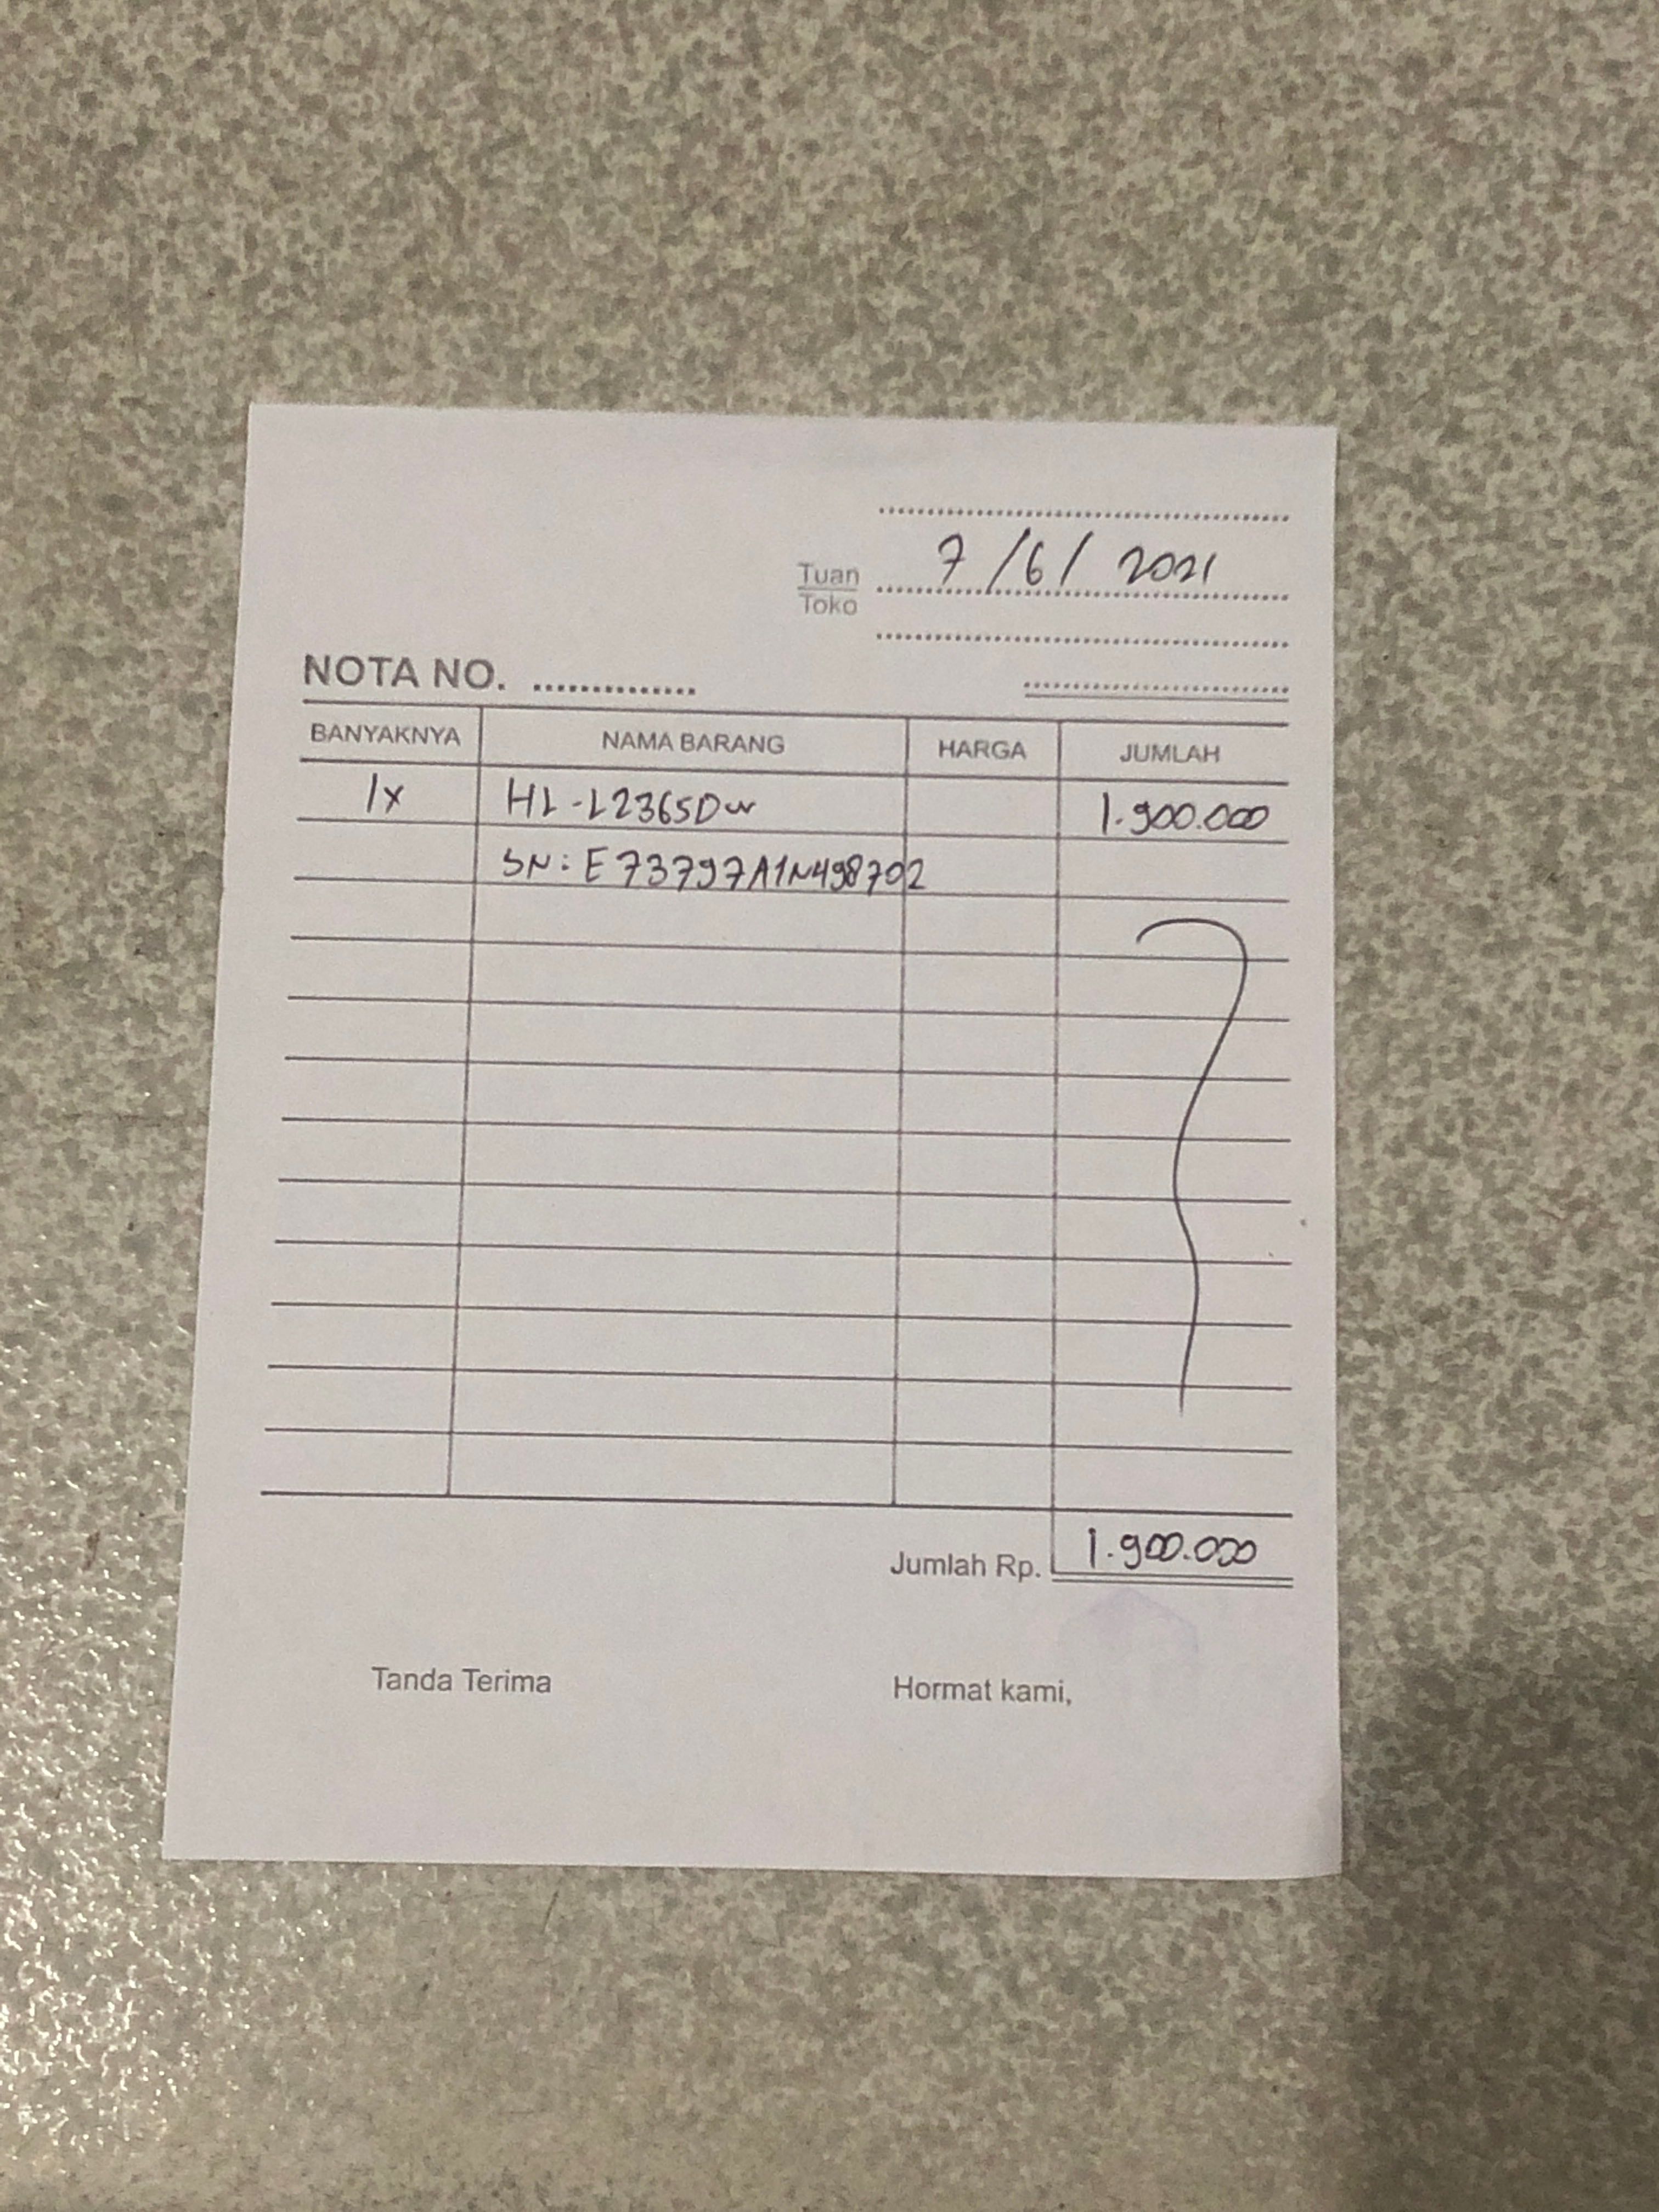 7/6/2021
Tuan
Toko
NOTA NO. ..............
BANYAKNYA NAMA BARANG HARGA JUMLAH
1x HL-L2365DW 1.900.000
SN: E73797A1N498702
Jumlah Rp. 1.900.000
Tanda Terima Hormat kami,